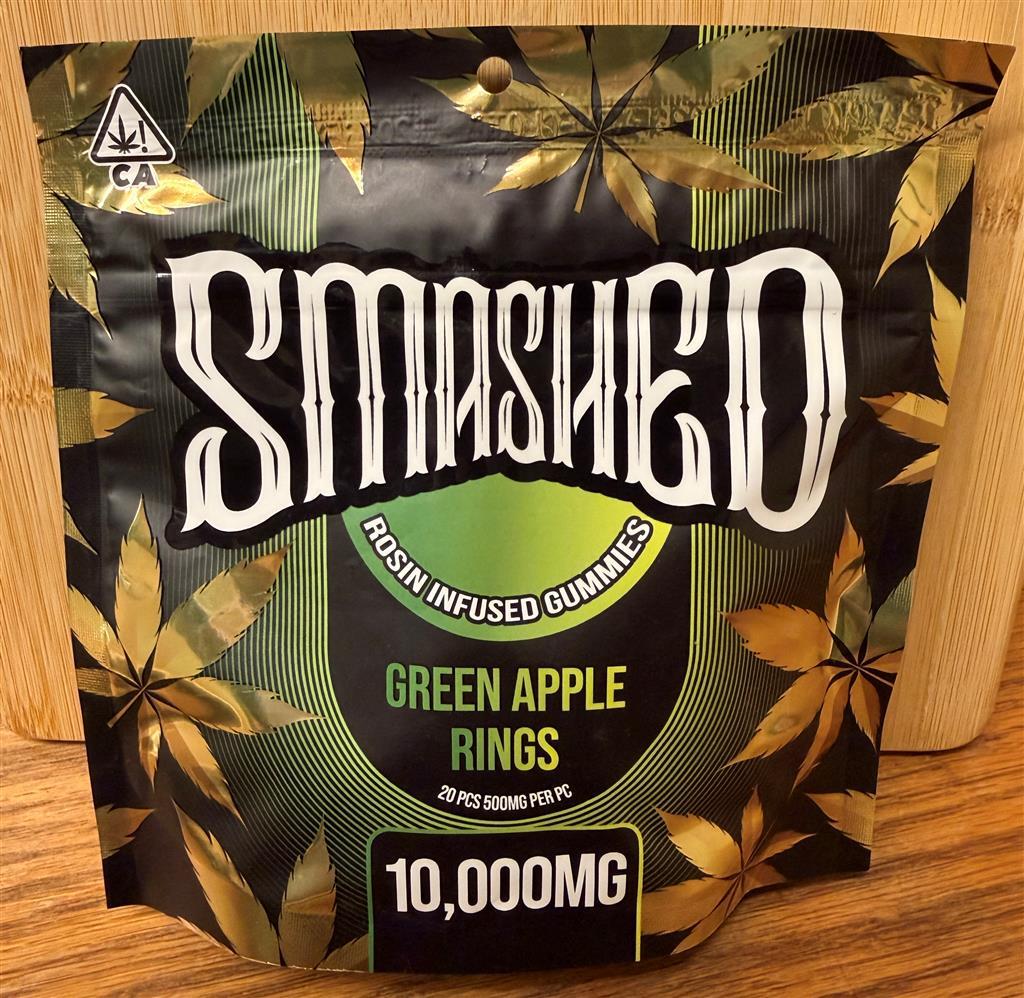 !
CA
SMASHED
ROSIN INFUSED GUMMIES
GREEN APPLE
RINGS
20 PCS 500MG PER PC
10,000MG